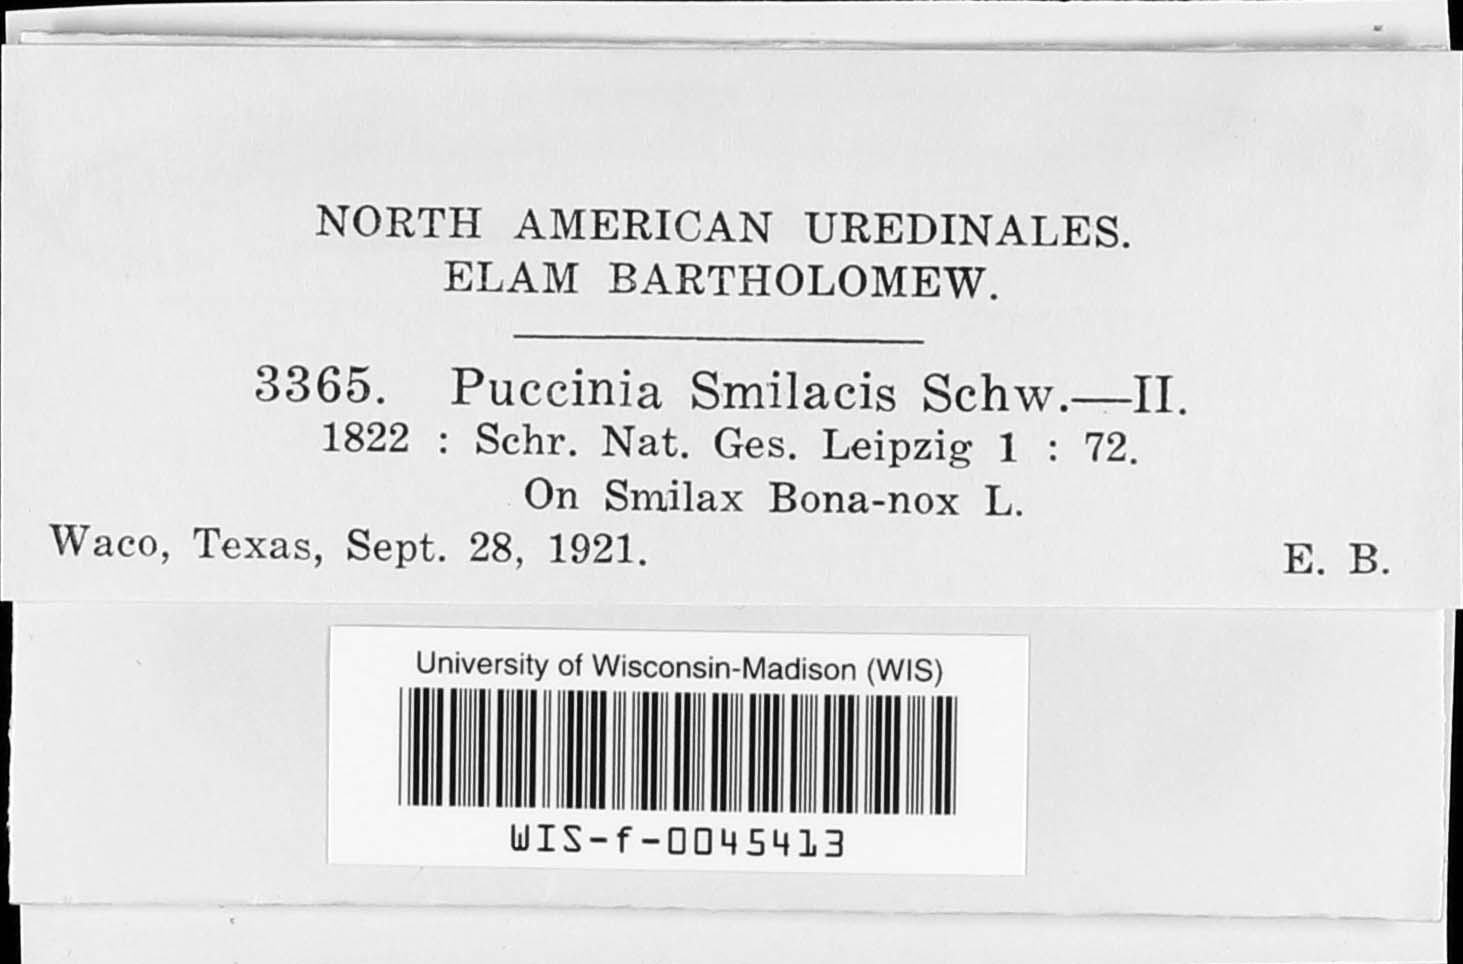 NORTH AMERICAN UREDINALES.
ELAM BARTHOLOMEW.
3365. Puccinia Smilacis Schw.—II.
1822 : Schr. Nat. Ges. Leipzig 1 : 72.
On Smilax Bona-nox L.
Waco, Texas, Sept. 28, 1921. E. B.
University of Wisconsin-Madison (WIS)
WIS-f-0045413